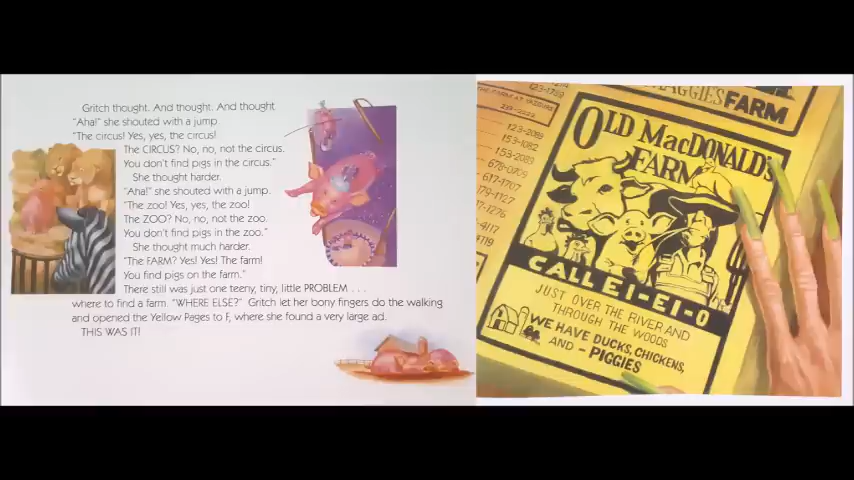 Gritch thought. And thought. And thought
"Aha!" she shouted with a jump.
"The circus! Yes, yes, the circus!
The CIRCUS? No, no, not the circus.
You don't find pigs in the circus."
She thought harder.
"Aha!" she shouted with a jump.
"The zoo! Yes, yes, the zoo!
The ZOO? No, no, not the zoo.
You don't find pigs in the zoo."
She thought much harder.
"The FARM? Yes! Yes! The farm!
You find pigs on the farm."
There still was just one teeny, tiny, little PROBLEM . . .
where to find a farm. "WHERE ELSE?" Gritch let her bony fingers do the walking
and opened the Yellow Pages to F, where she found a very large ad.
THIS WAS IT!
FARM
123-2089
153-1082
153-2089
678-0909
617-1707
OLD MacDONALD'S
FARM
CALL EI-EI-O
JUST OVER THE RIVER AND
THROUGH THE WOODS
WE HAVE DUCKS, CHICKENS,
AND - PIGGIES